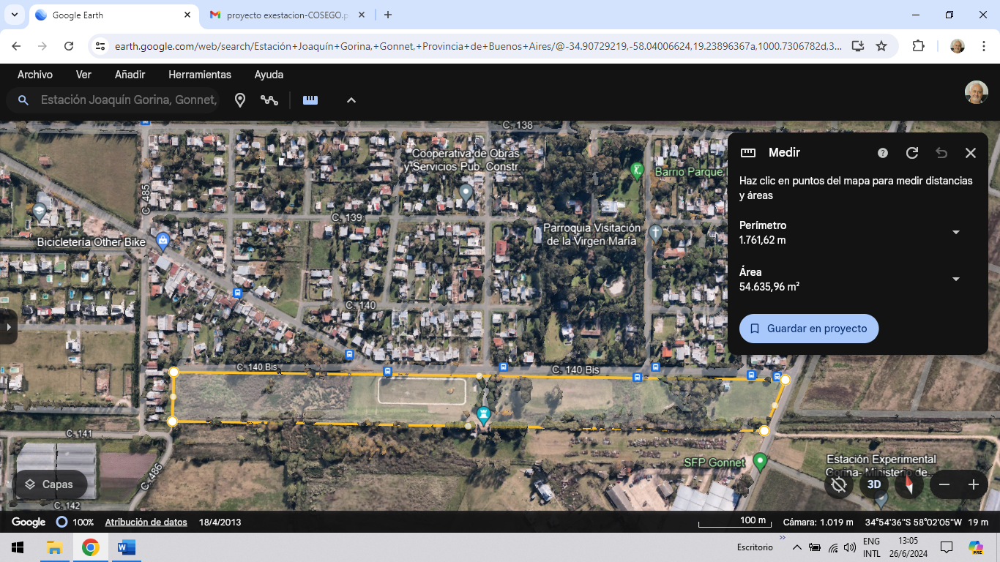 Google Earth
proyecto exestacion-COSEGO.p
earth.google.com/web/search/Estación+Joaquín+Gorina,+Gonnet,+Provincia+de+Buenos+Aires/@-34.90729219,-58.04006624,19.23896367a,1000.7306782d,3...
Archivo Ver Añadir Herramientas Ayuda
Estación Joaquín Gorina, Gonnet,
C. 138
Medir
Cooperativa de Obras
y Servicios Pub. Constr...
Barrio Parque
Haz clic en puntos del mapa para medir distancias
y áreas
C. 485
C. 139
Perímetro
1.761,62 m
Parroquia Visitación
de la Virgen María
Bicicletería Other Bike
Área
54.635,96 m²
C. 140
Guardar en proyecto
C. 140 Bis
C. 140 Bis
C. 141
SFP Gonnet
Estación Experimental
Gorina- Ministerio de...
C. 486
Capas
3D
C. 142
Google 100% Atribución de datos 18/4/2013
100 m Cámara: 1.019 m 34°54'36"S 58°02'05"W 19 m
W
Escritorio
ENG
INTL
13:05
26/6/2024
PRE